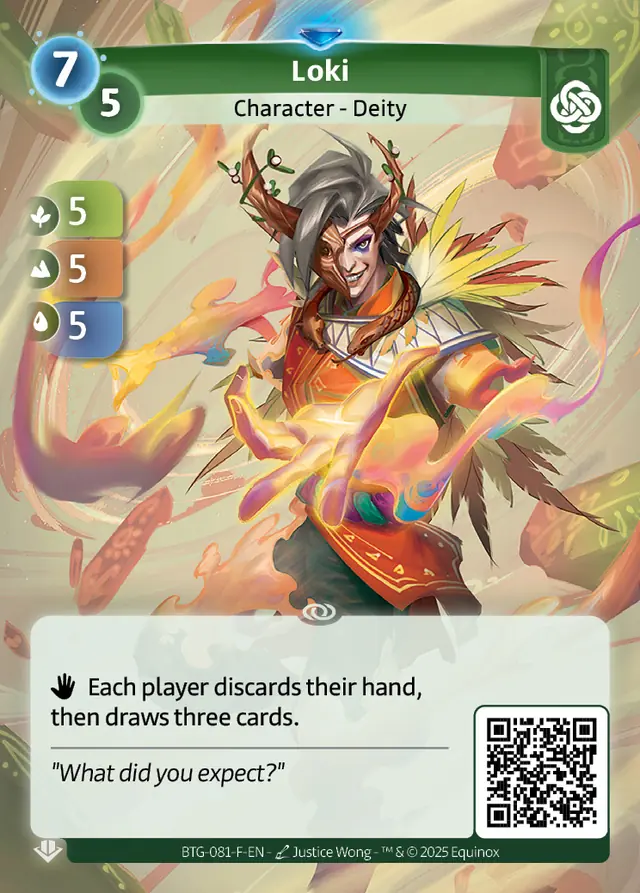 7
5
Loki
Character - Deity
5
5
5
Each player discards their hand,
then draws three cards.
"What did you expect?"
BTG-081-F-EN - Justice Wong - ™ & © 2025 Equinox